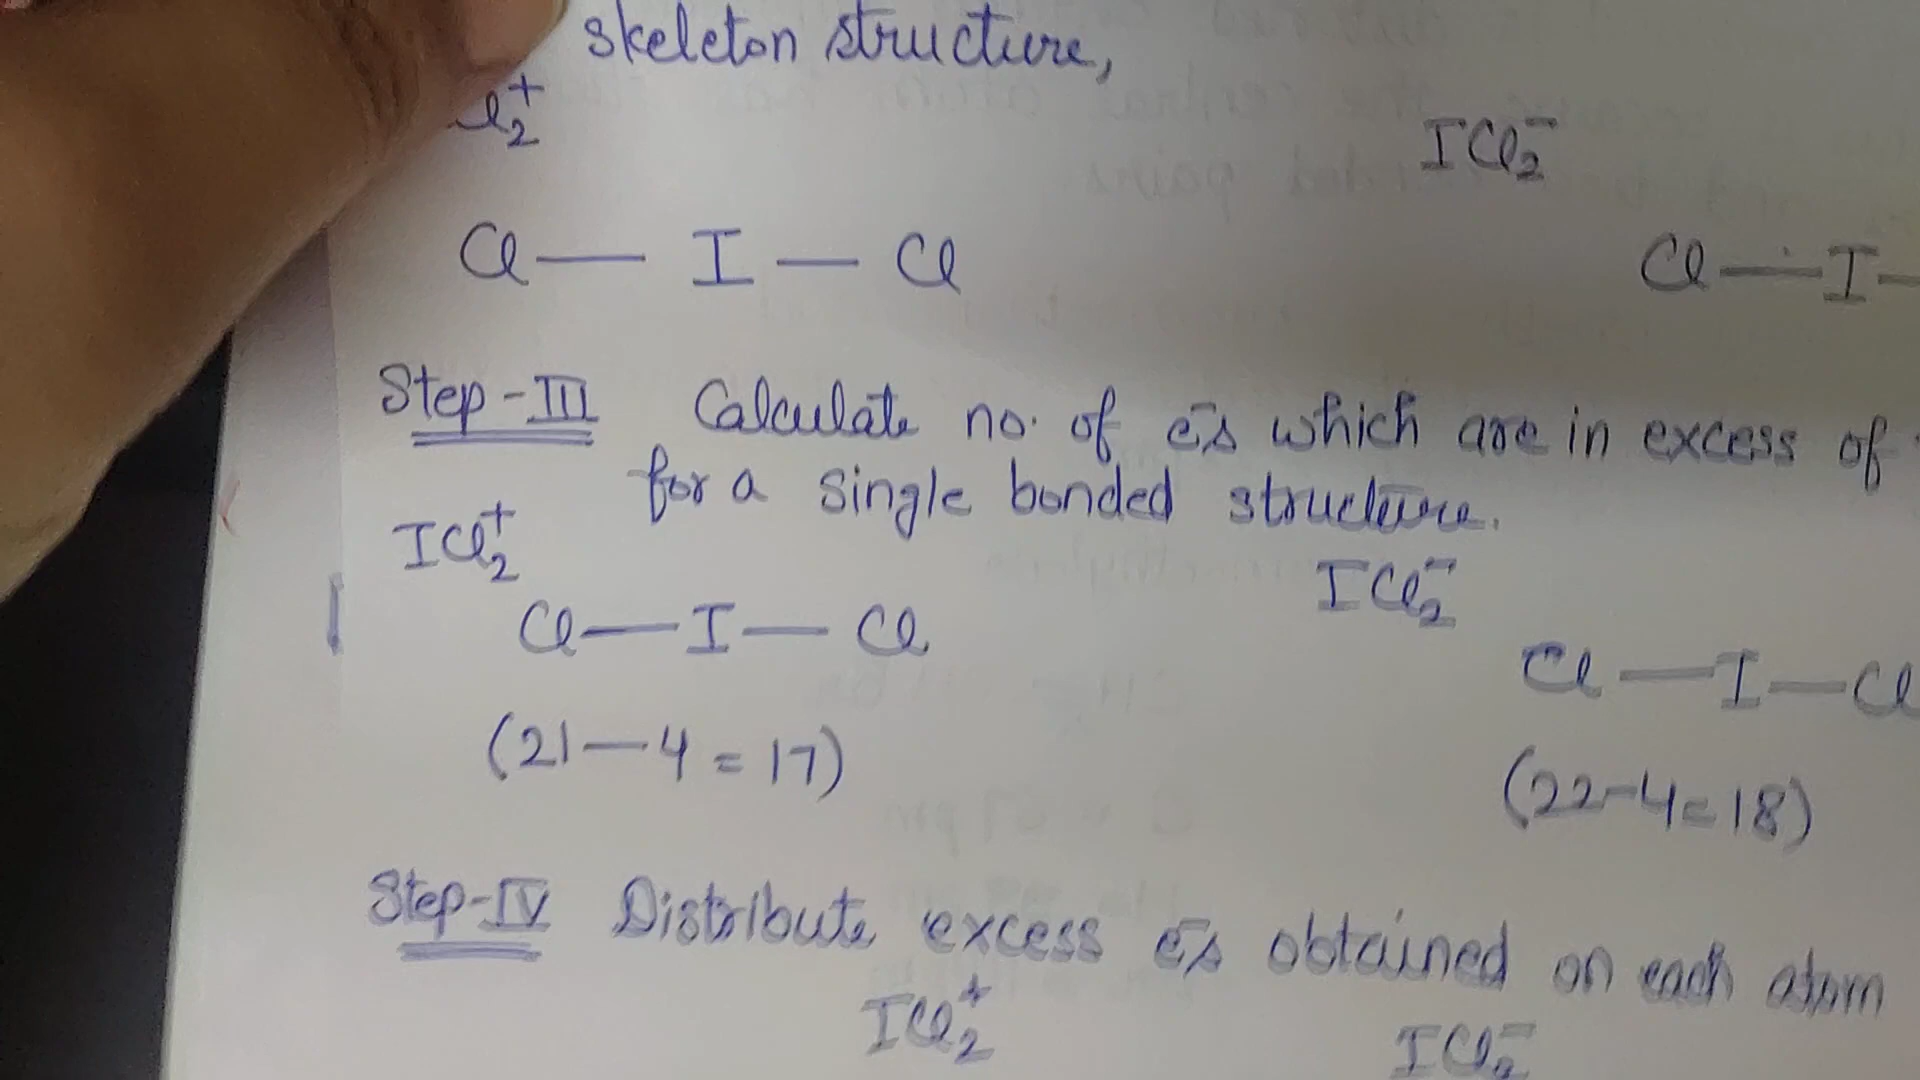 skeleton structure,
l₂⁺
ICl₂⁻
Cl — I — Cl
Cl — I —
Step-III Calculate no. of e⁻s which are in excess of
for a single bonded structure.
ICl₂⁺
ICl₂⁻
Cl — I — Cl
Cl — I — Cl
(21 — 4 = 17)
(22-4=18)
Step-IV Distribute excess e⁻s obtained on each atom
ICl₂⁺
ICl₂⁻